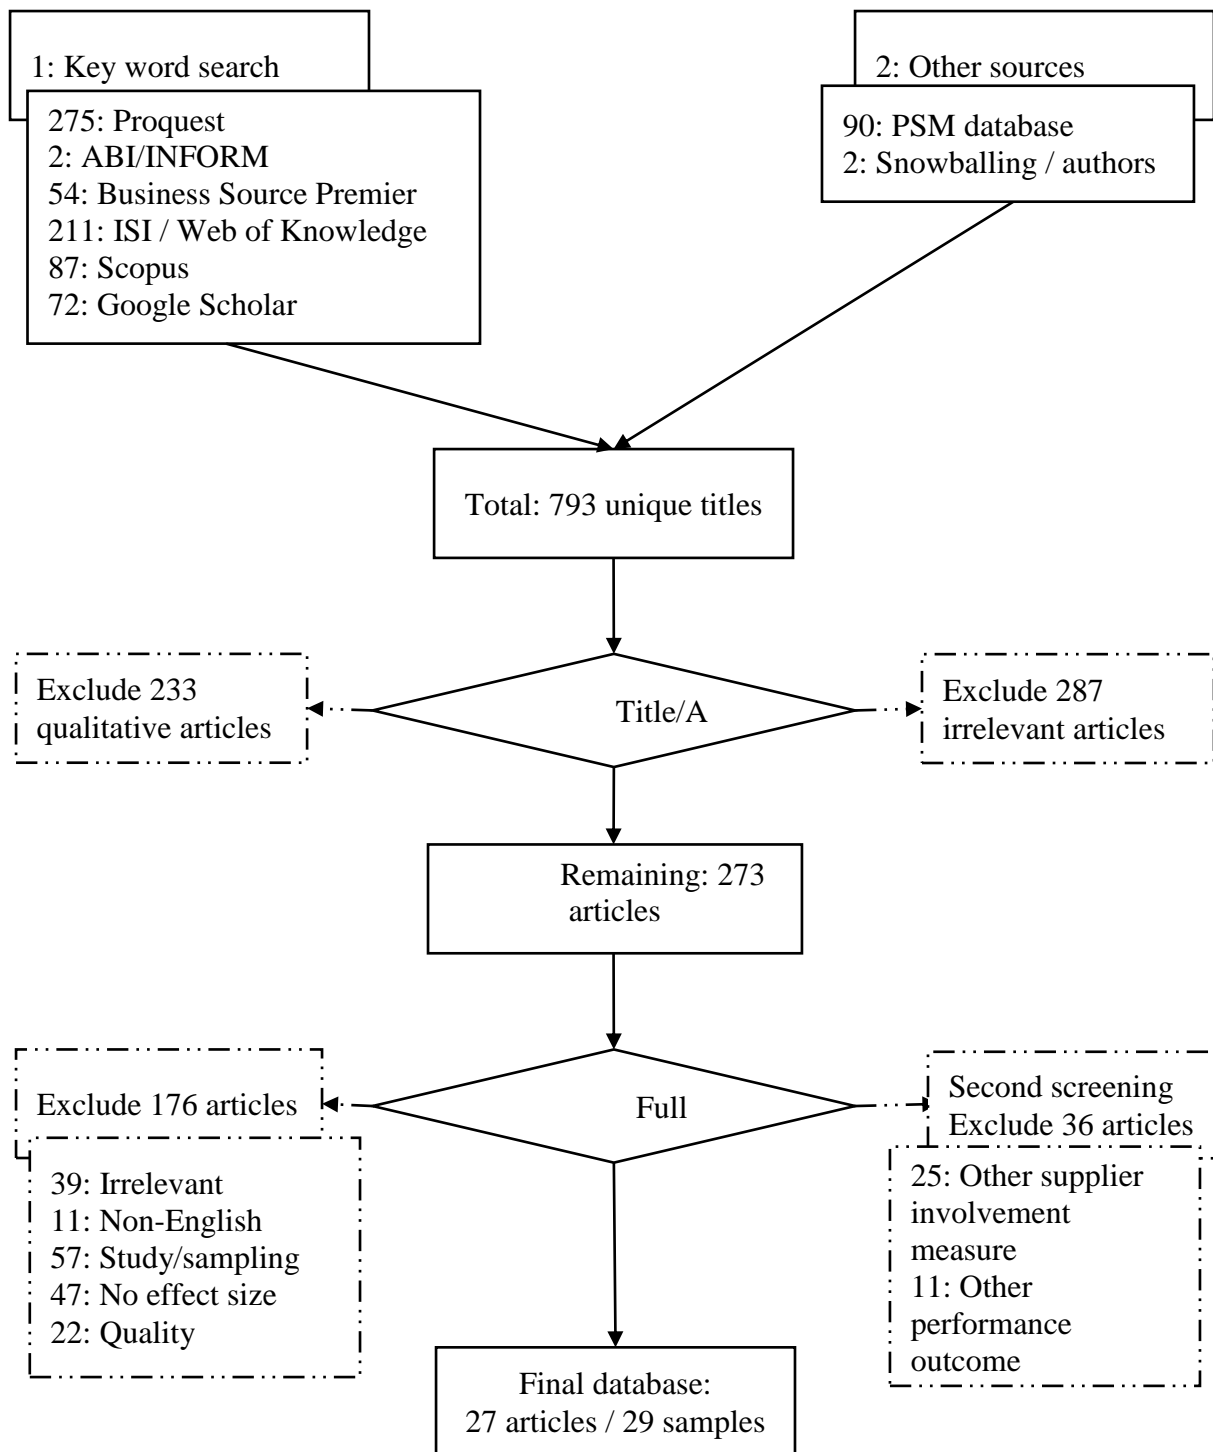 1: Key word search
275: Proquest
2: ABI/INFORM
54: Business Source Premier
211: ISI / Web of Knowledge
87: Scopus
72: Google Scholar
2: Other sources
90: PSM database
2: Snowballing / authors
Total: 793 unique titles
Exclude 233
qualitative articles
Title/A
Exclude 287
irrelevant articles
Remaining: 273
articles
Exclude 176 articles
39: Irrelevant
11: Non-English
57: Study/sampling
47: No effect size
22: Quality
Full
Second screening
Exclude 36 articles
25: Other supplier
involvement
measure
11: Other
performance
outcome
Final database:
27 articles / 29 samples